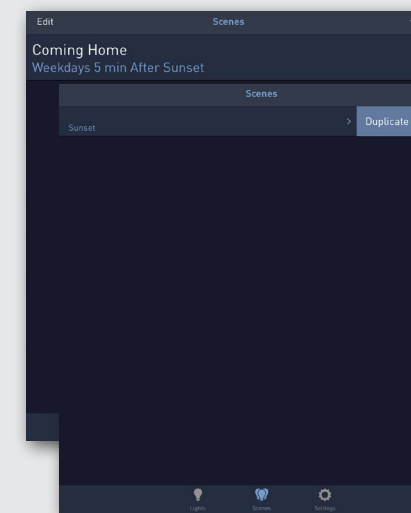 Edit Scenes
Coming Home
Weekdays 5 min After Sunset
Scenes
Sunset
Duplicate
Lights Scenes Settings